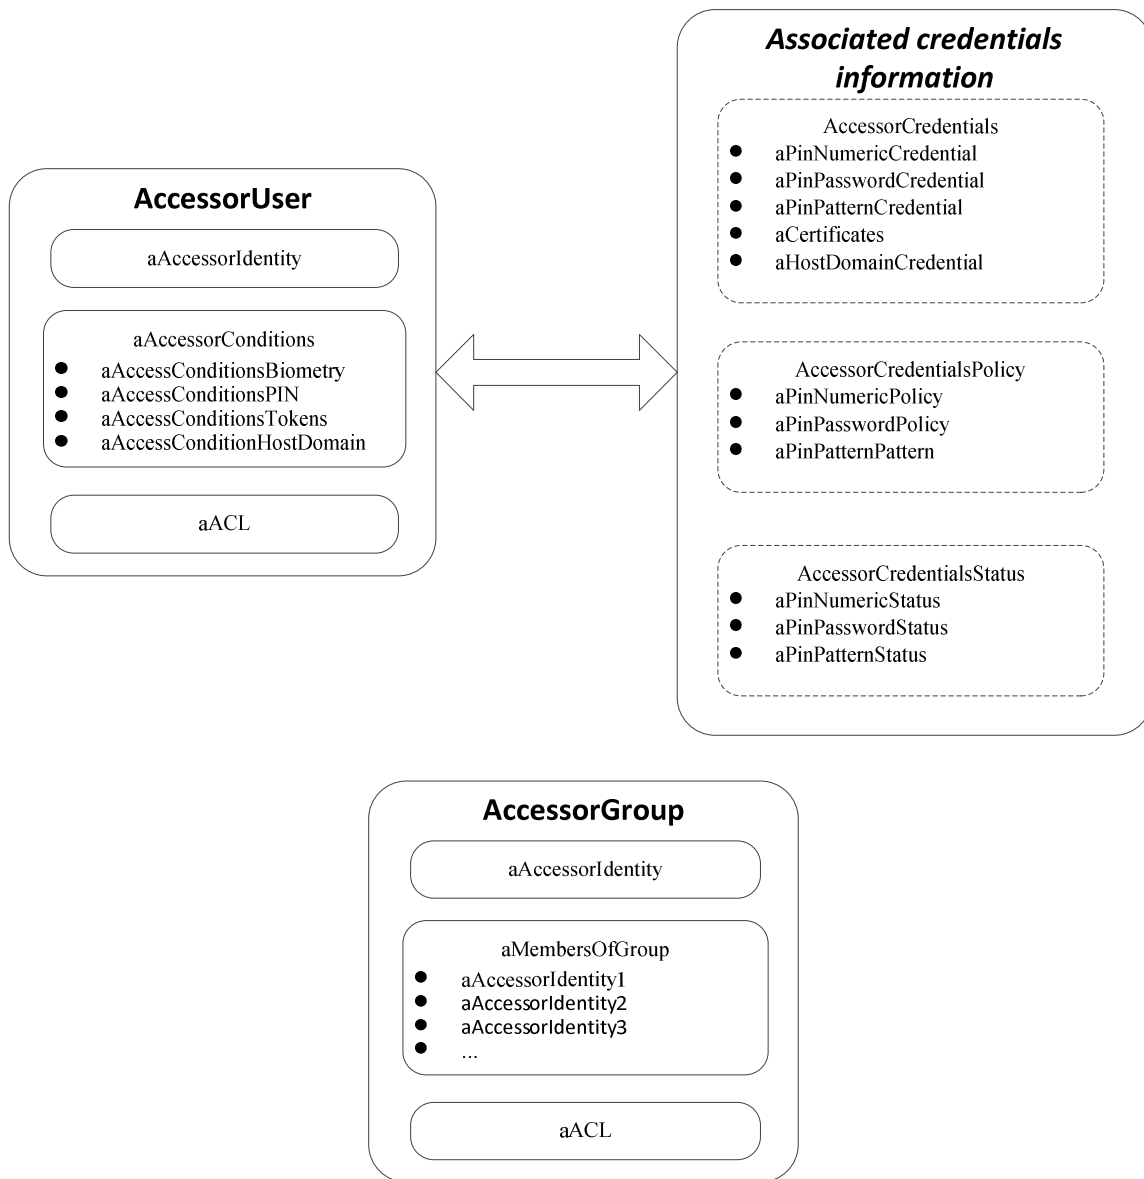 AccessorUser
aAccessorIdentity
aAccessorConditions
● aAccessConditionsBiometry
● aAccessConditionsPIN
● aAccessConditionsTokens
● aAccessConditionHostDomain
aACL
Associated credentials
information
AccessorCredentials
● aPinNumericCredential
● aPinPasswordCredential
● aPinPatternCredential
● aCertificates
● aHostDomainCredential
AccessorCredentialsPolicy
● aPinNumericPolicy
● aPinPasswordPolicy
● aPinPatternPattern
AccessorCredentialsStatus
● aPinNumericStatus
● aPinPasswordStatus
● aPinPatternStatus
AccessorGroup
aAccessorIdentity
aMembersOfGroup
● aAccessorIdentity1
● aAccessorIdentity2
● aAccessorIdentity3
● ...
aACL